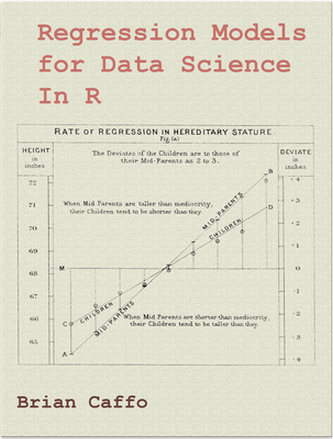 Regression Models
for Data Science
In R
RATE OF REGRESSION IN HEREDITARY STATURE.
Fig.(a)
HEIGHT
in
inches
The Deviates of the Children are to those of
their Mid-Parents as 2 to 3.
DEVIATE
in
inches
72
71
70
69
68
67
66
65
When Mid Parents are taller than mediocrity,
their Children tend to be shorter than they.
MID-PARENTS
CHILDREN
B
D
M
C
A
CHILDREN
MID-PARENTS
When Mid-Parents are shorter than mediocrity,
their Children tend to be taller than they.
+4
+3
+2
+1
0
-1
-2
-3
-4
Brian Caffo